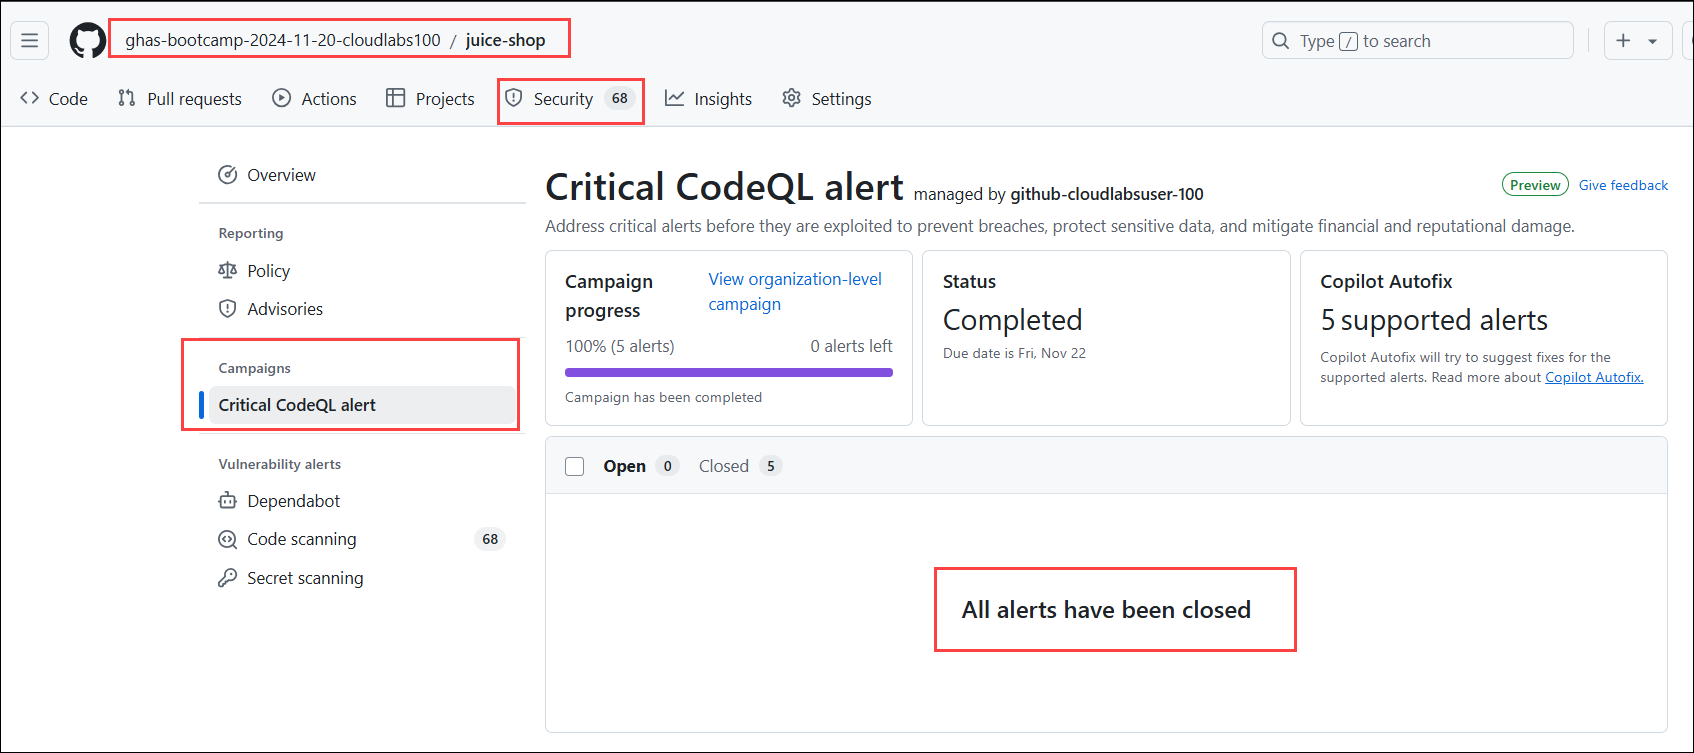 ghas-bootcamp-2024-11-20-cloudlabs100 / juice-shop
Type / to search
Code
Pull requests
Actions
Projects
Security 68
Insights
Settings
Overview
Reporting
Policy
Advisories
Campaigns
Critical CodeQL alert
Vulnerability alerts
Dependabot
Code scanning 68
Secret scanning
Critical CodeQL alert managed by github-cloudlabsuser-100
Preview Give feedback
Address critical alerts before they are exploited to prevent breaches, protect sensitive data, and mitigate financial and reputational damage.
Campaign
progress
View organization-level
campaign
100% (5 alerts) 0 alerts left
Campaign has been completed
Status
Completed
Due date is Fri, Nov 22
Copilot Autofix
5 supported alerts
Copilot Autofix will try to suggest fixes for the
supported alerts. Read more about Copilot Autofix.
Open 0 Closed 5
All alerts have been closed